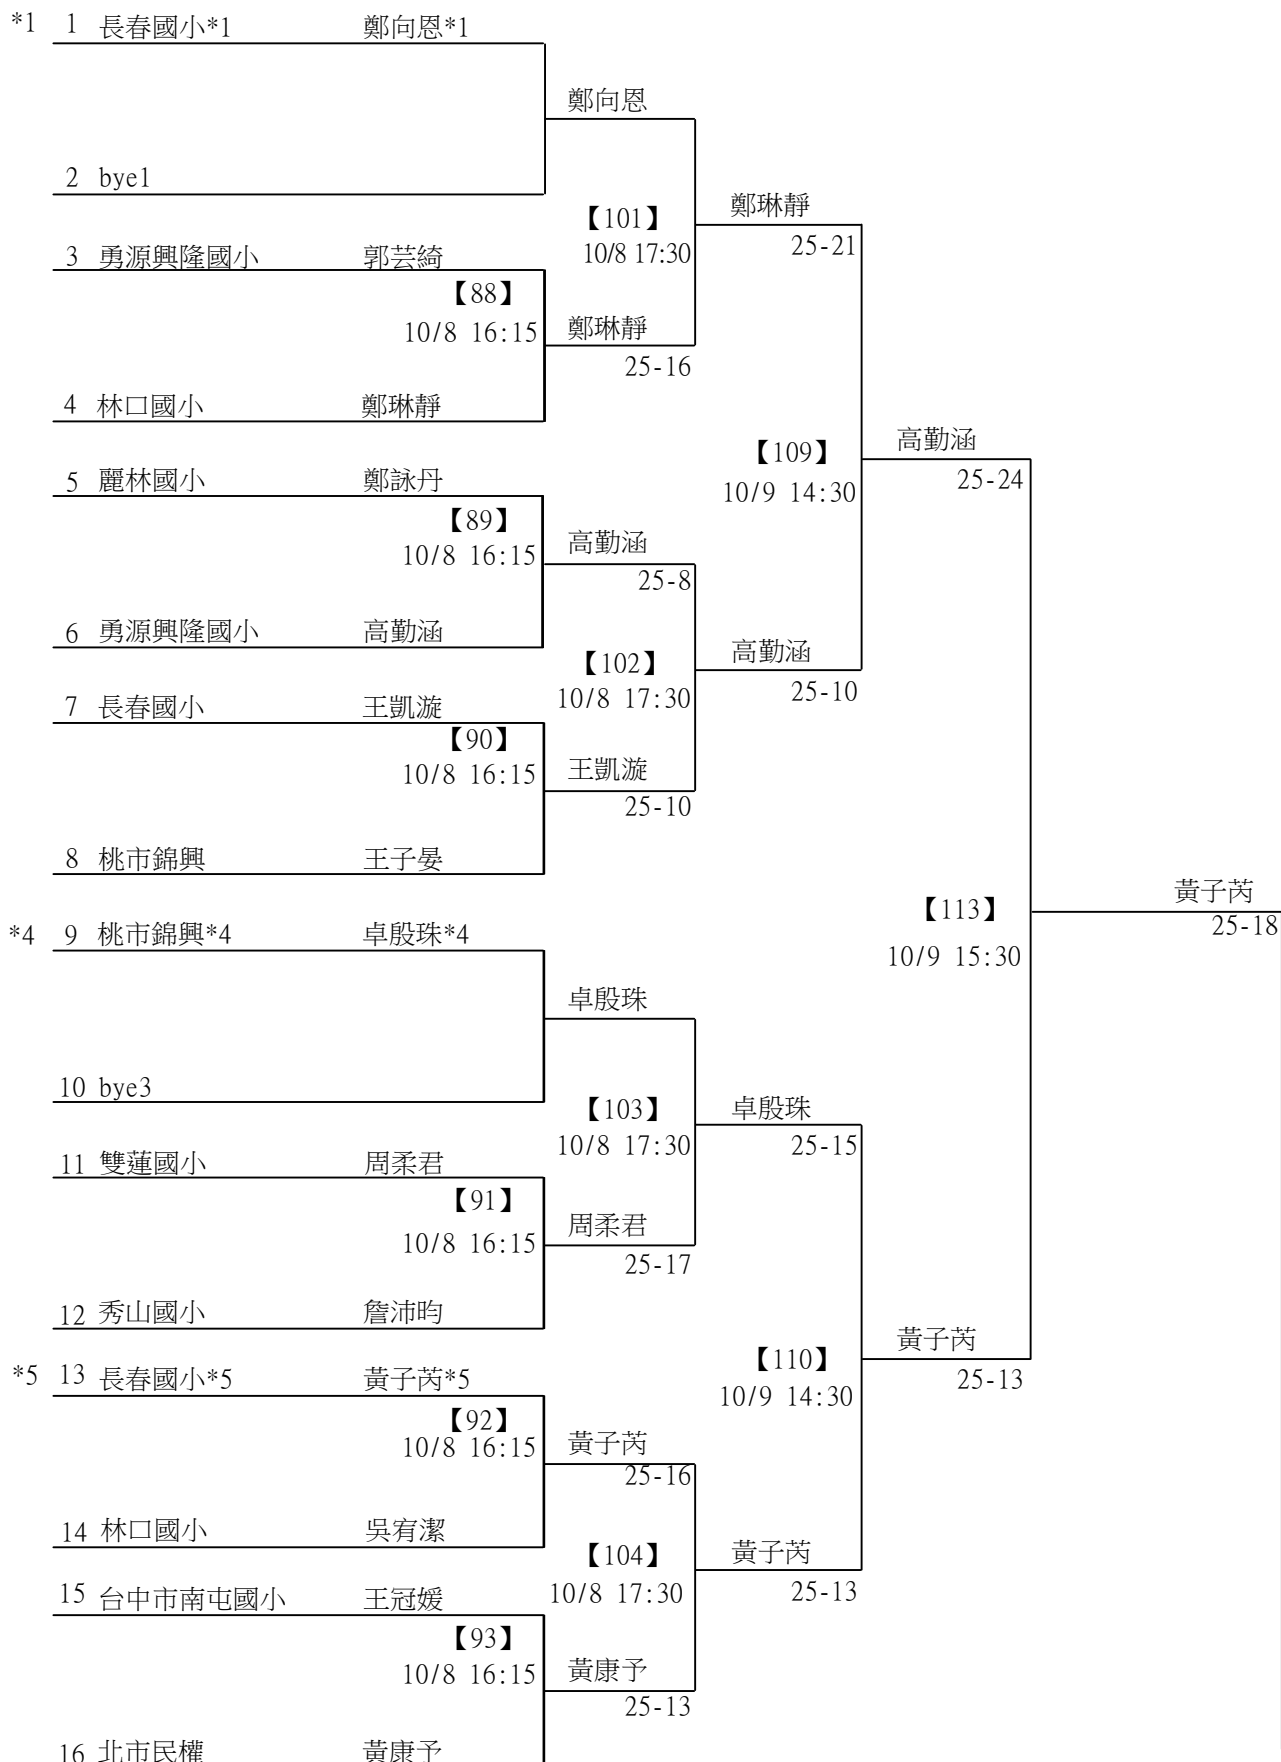 *1 1 長春國小*1 鄭向恩*1
鄭向恩
2 bye1
鄭琳靜
【101】
25-21
10/8 17:30
3 勇源興隆國小 郭芸綺
【88】
10/8 16:15
鄭琳靜
25-16
4 林口國小 鄭琳靜
高勤涵
【109】
25-24
10/9 14:30
5 麗林國小 鄭詠丹
【89】
10/8 16:15
高勤涵
25-8
6 勇源興隆國小 高勤涵
【102】
高勤涵
10/8 17:30
25-10
7 長春國小 王凱漩
【90】
10/8 16:15
王凱漩
25-10
8 桃市錦興 王子晏
黃子芮
【113】
25-18
10/9 15:30
*4 9 桃市錦興*4 卓殷珠*4
卓殷珠
10 bye3
【103】
卓殷珠
10/8 17:30
25-15
11 雙蓮國小 周柔君
【91】
10/8 16:15
周柔君
25-17
12 秀山國小 詹沛昀
黃子芮
【110】
25-13
10/9 14:30
*5 13 長春國小*5 黃子芮*5
【92】
10/8 16:15
黃子芮
25-16
14 林口國小 吳宥潔
【104】
黃子芮
10/8 17:30
25-13
15 台中市南屯國小 王冠媛
【93】
10/8 16:15
黃康予
25-13
16 北市民權 黃康予